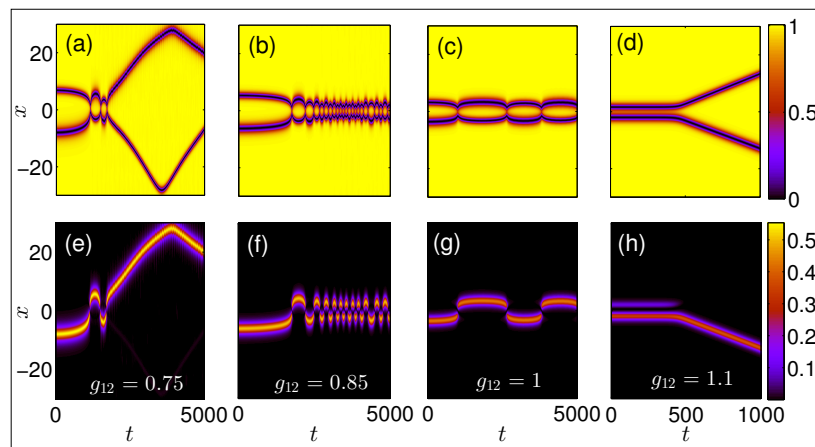 (a) (b) (c) (d)
20
0
−20
x
1
0.5
0
(e) (f) (g) (h)
20
0
−20
x
0.5
0.4
0.3
0.2
0.1
g12 = 0.75 g12 = 0.85 g12 = 1 g12 = 1.1
0 5000 0 5000 0 5000 0 500 1000
t t t t